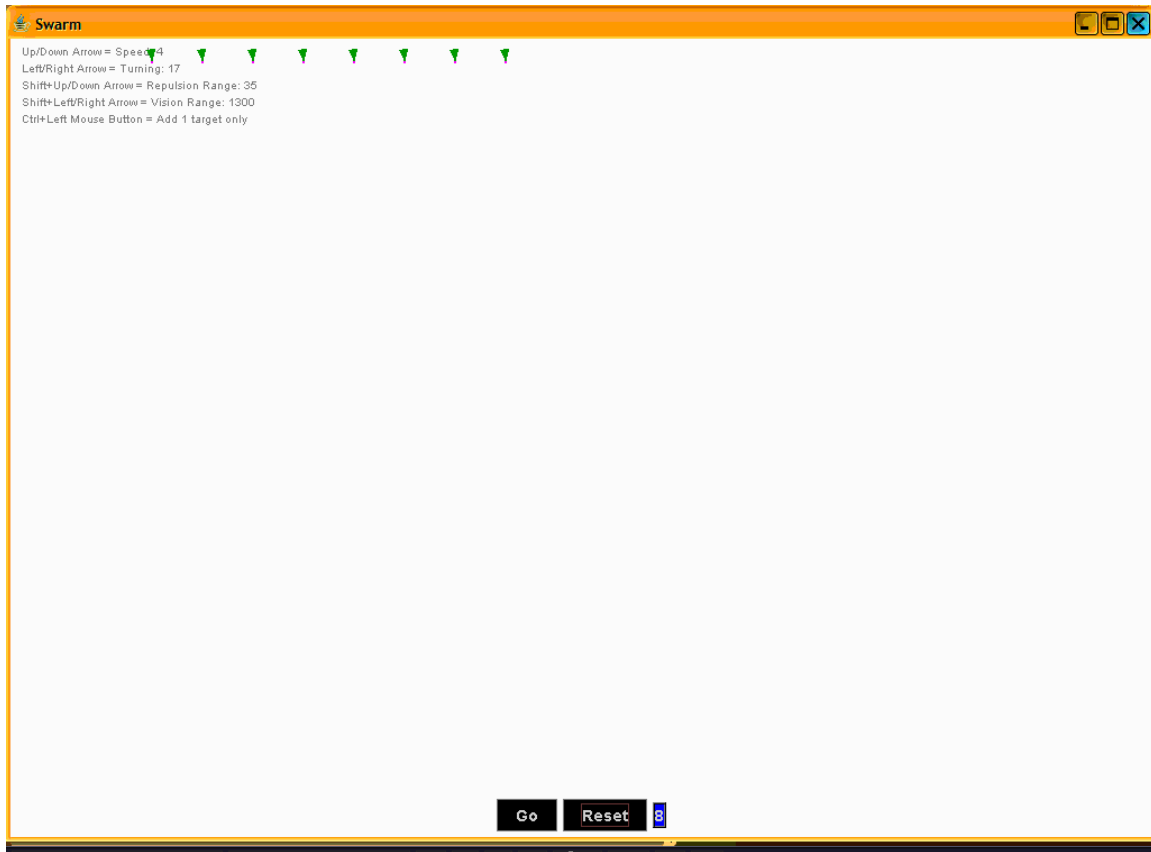 Swarm
Up/Down Arrow = Speed: 4
Left/Right Arrow = Turning: 17
Shift+Up/Down Arrow = Repulsion Range: 35
Shift+Left/Right Arrow = Vision Range: 1300
Ctrl+Left Mouse Button = Add 1 target only
Go Reset 8